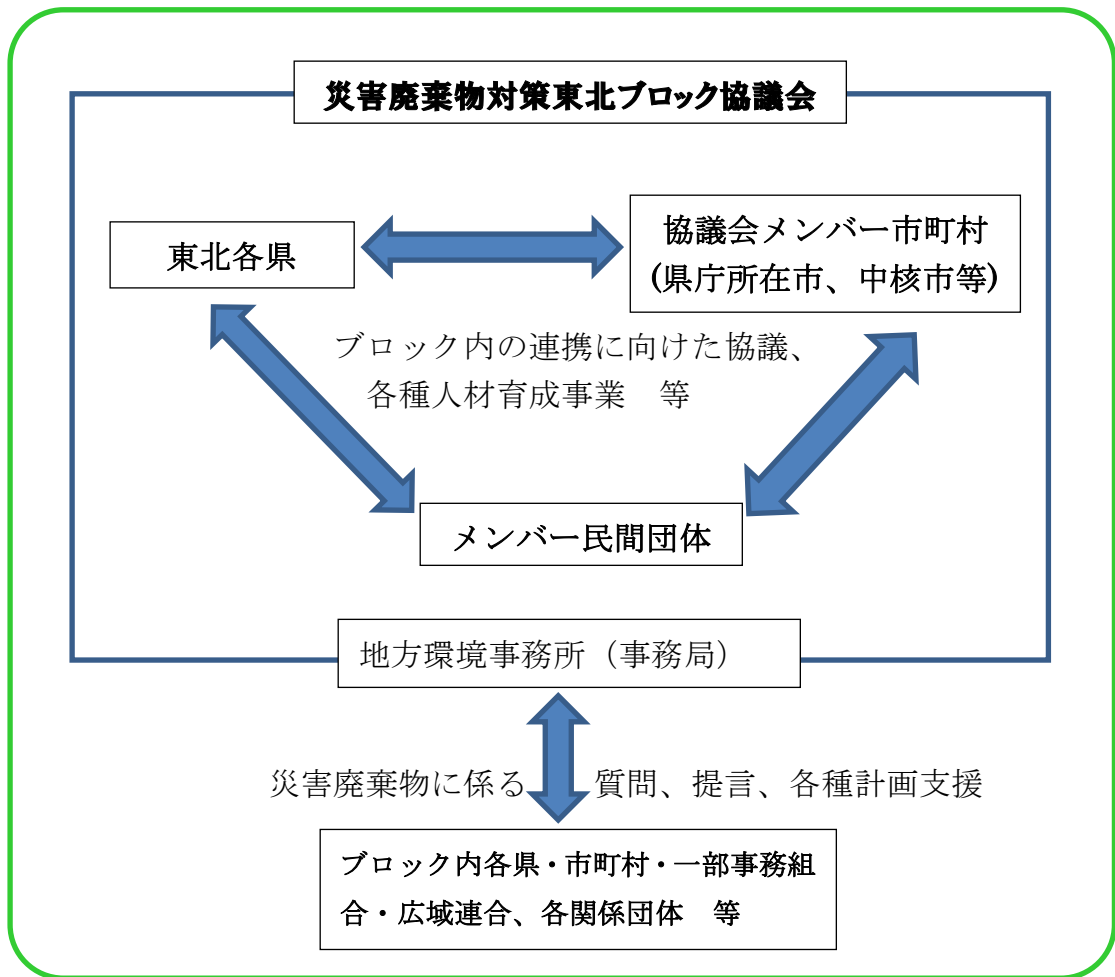 災害廃棄物対策東北ブロック協議会
東北各県
協議会メンバー市町村
(県庁所在市、中核市等)
ブロック内の連携に向けた協議、
各種人材育成事業　等
メンバー民間団体
地方環境事務所（事務局）
災害廃棄物に係る　質問、提言、各種計画支援
ブロック内各県・市町村・一部事務組
合・広域連合、各関係団体　等